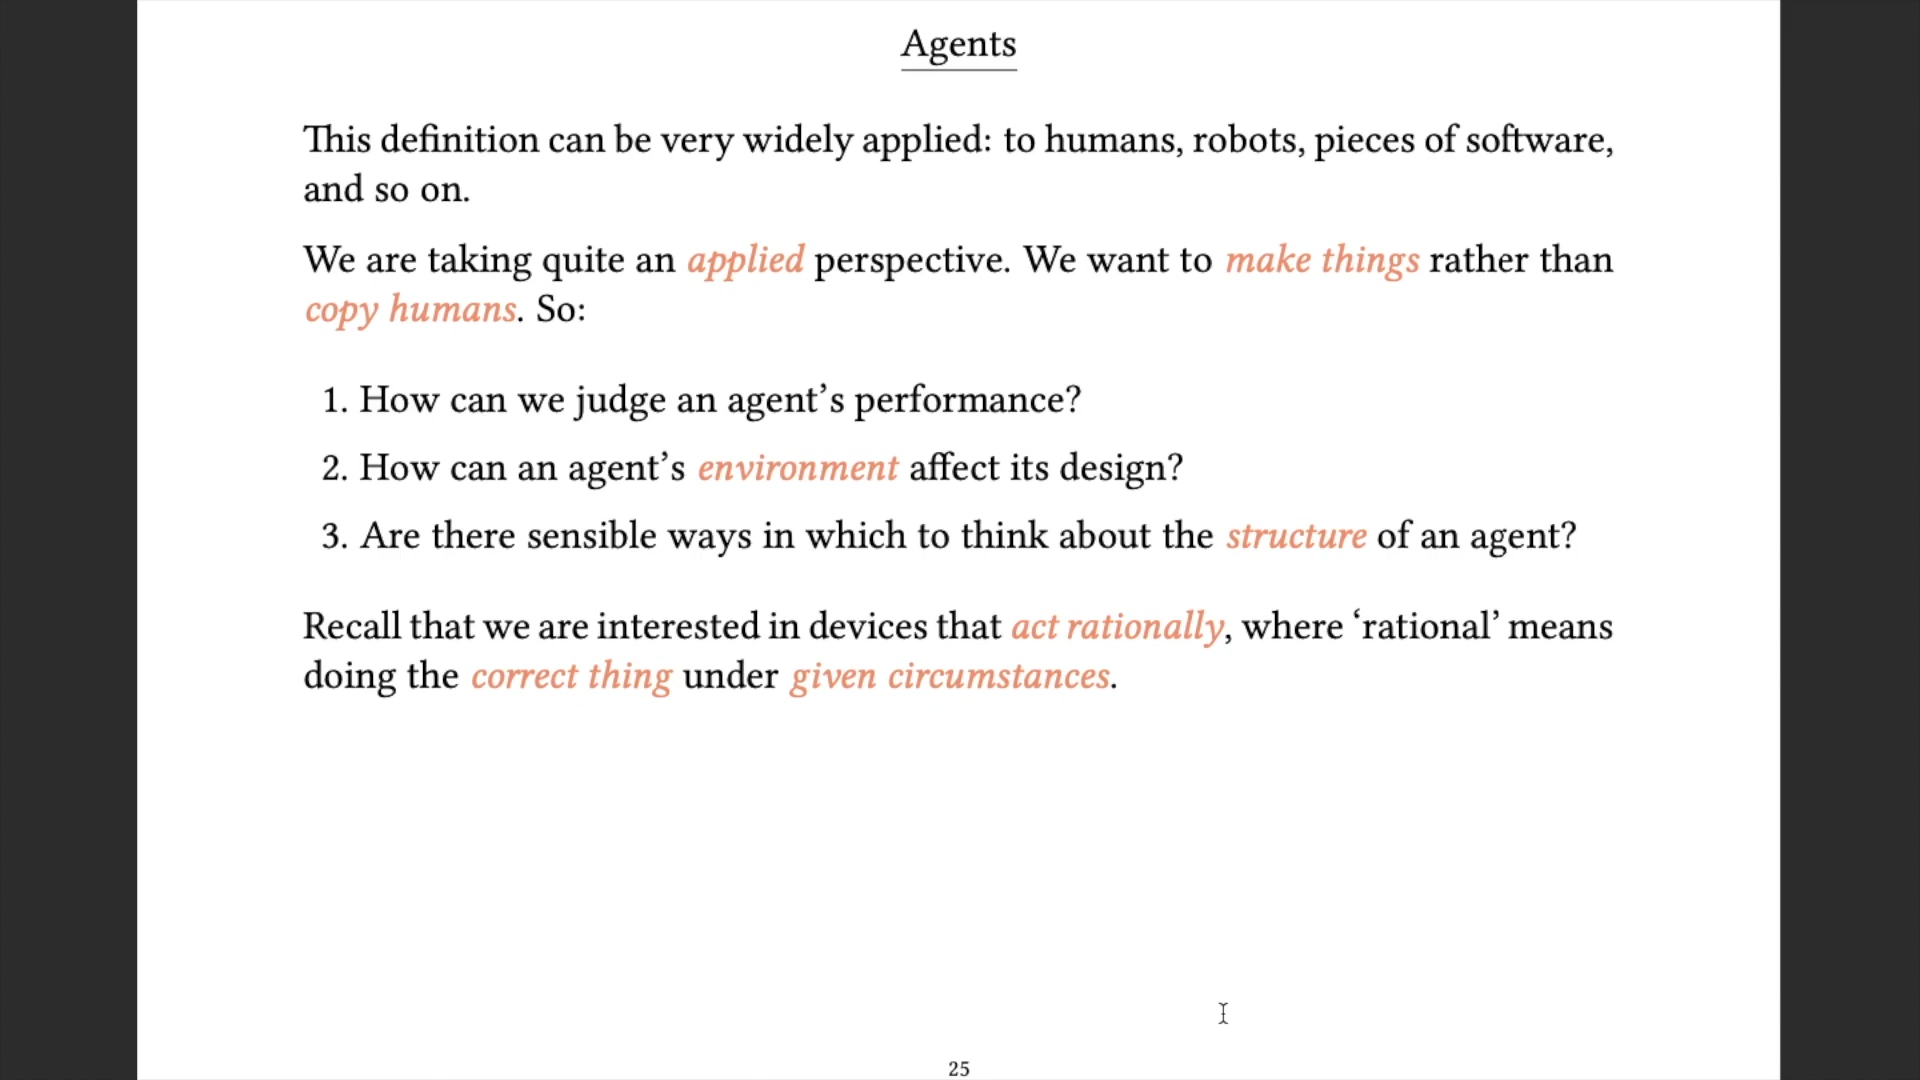 Agents
This definition can be very widely applied: to humans, robots, pieces of software,
and so on.
We are taking quite an applied perspective. We want to make things rather than
copy humans. So:
1. How can we judge an agent’s performance?
2. How can an agent’s environment affect its design?
3. Are there sensible ways in which to think about the structure of an agent?
Recall that we are interested in devices that act rationally, where ‘rational’ means
doing the correct thing under given circumstances.
25